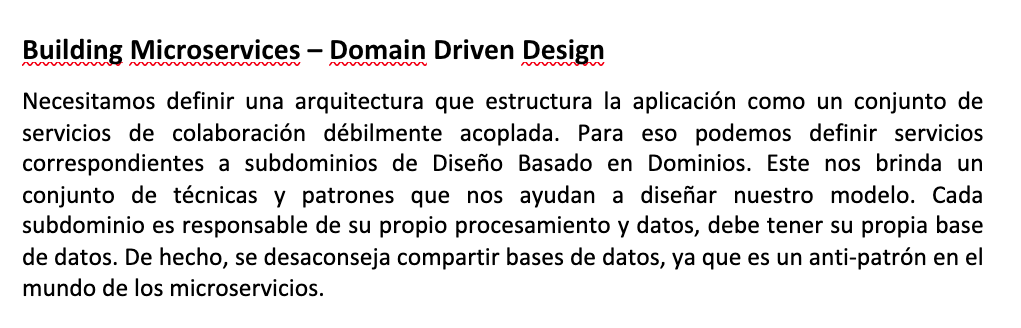 Building Microservices – Domain Driven Design
Necesitamos definir una arquitectura que estructura la aplicación como un conjunto de
servicios de colaboración débilmente acoplada. Para eso podemos definir servicios
correspondientes a subdominios de Diseño Basado en Dominios. Este nos brinda un
conjunto de técnicas y patrones que nos ayudan a diseñar nuestro modelo. Cada
subdominio es responsable de su propio procesamiento y datos, debe tener su propia base
de datos. De hecho, se desaconseja compartir bases de datos, ya que es un anti-patrón en el
mundo de los microservicios.